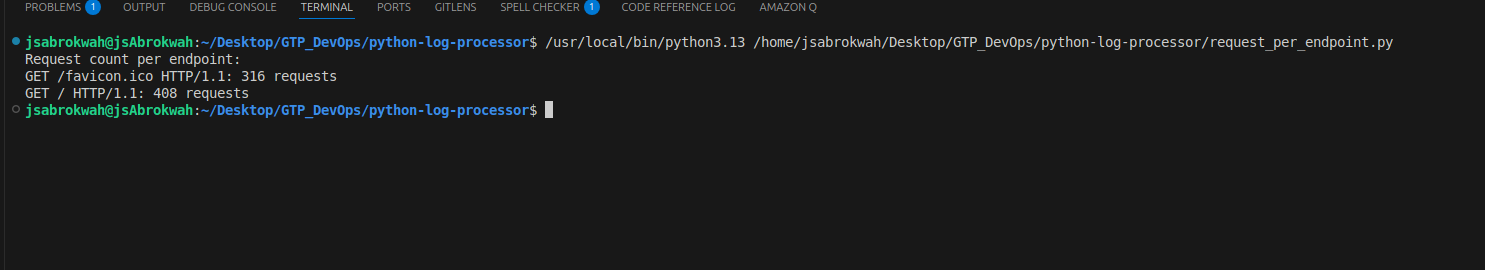 PROBLEMS 1 OUTPUT DEBUG CONSOLE TERMINAL PORTS GITLENS SPELL CHECKER 1 CODE REFERENCE LOG AMAZON Q
jsabrokwah@jsAbrokwah:~/Desktop/GTP_DevOps/python-log-processor$ /usr/local/bin/python3.13 /home/jsabrokwah/Desktop/GTP_DevOps/python-log-processor/request_per_endpoint.py
Request count per endpoint:
GET /favicon.ico HTTP/1.1: 316 requests
GET / HTTP/1.1: 408 requests
jsabrokwah@jsAbrokwah:~/Desktop/GTP_DevOps/python-log-processor$